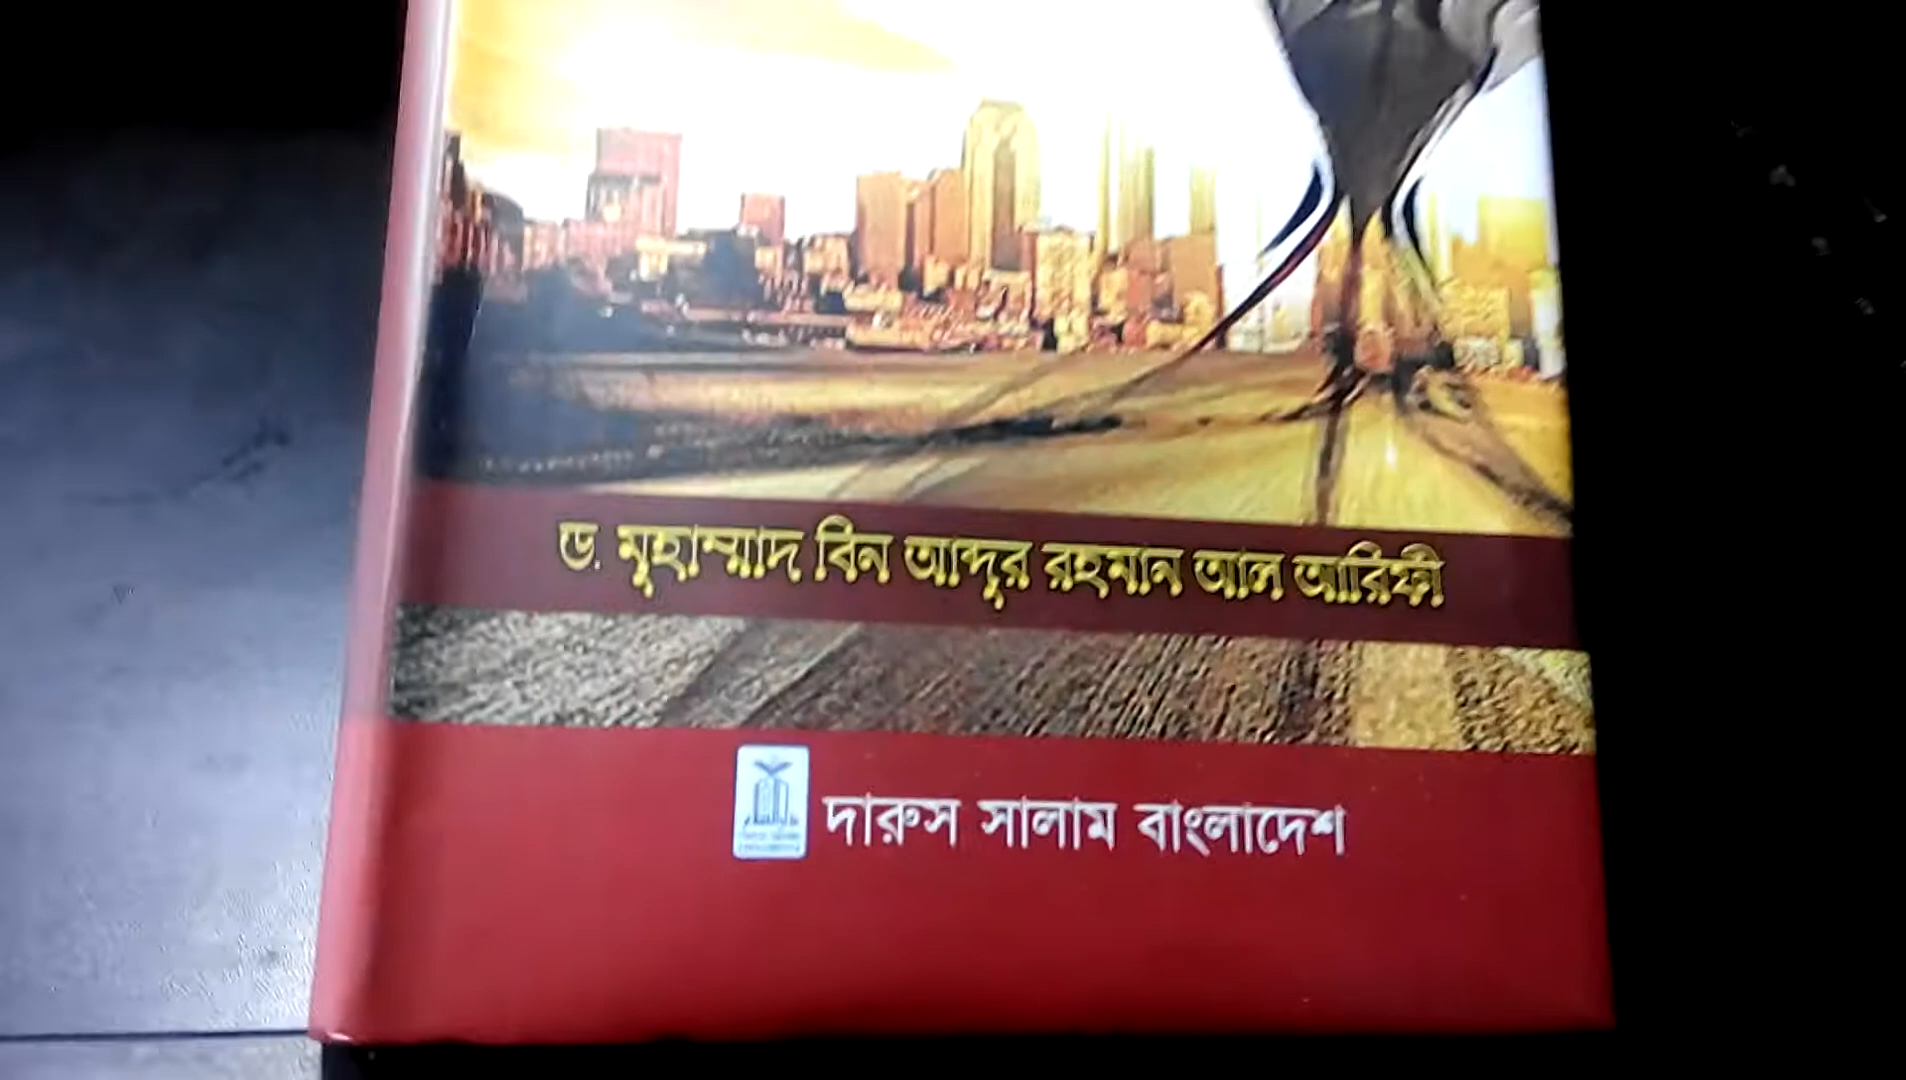 ড. মুহাম্মাদ বিন আব্দুর রহমান আল আরিফী
দারুস সালাম বাংলাদেশ